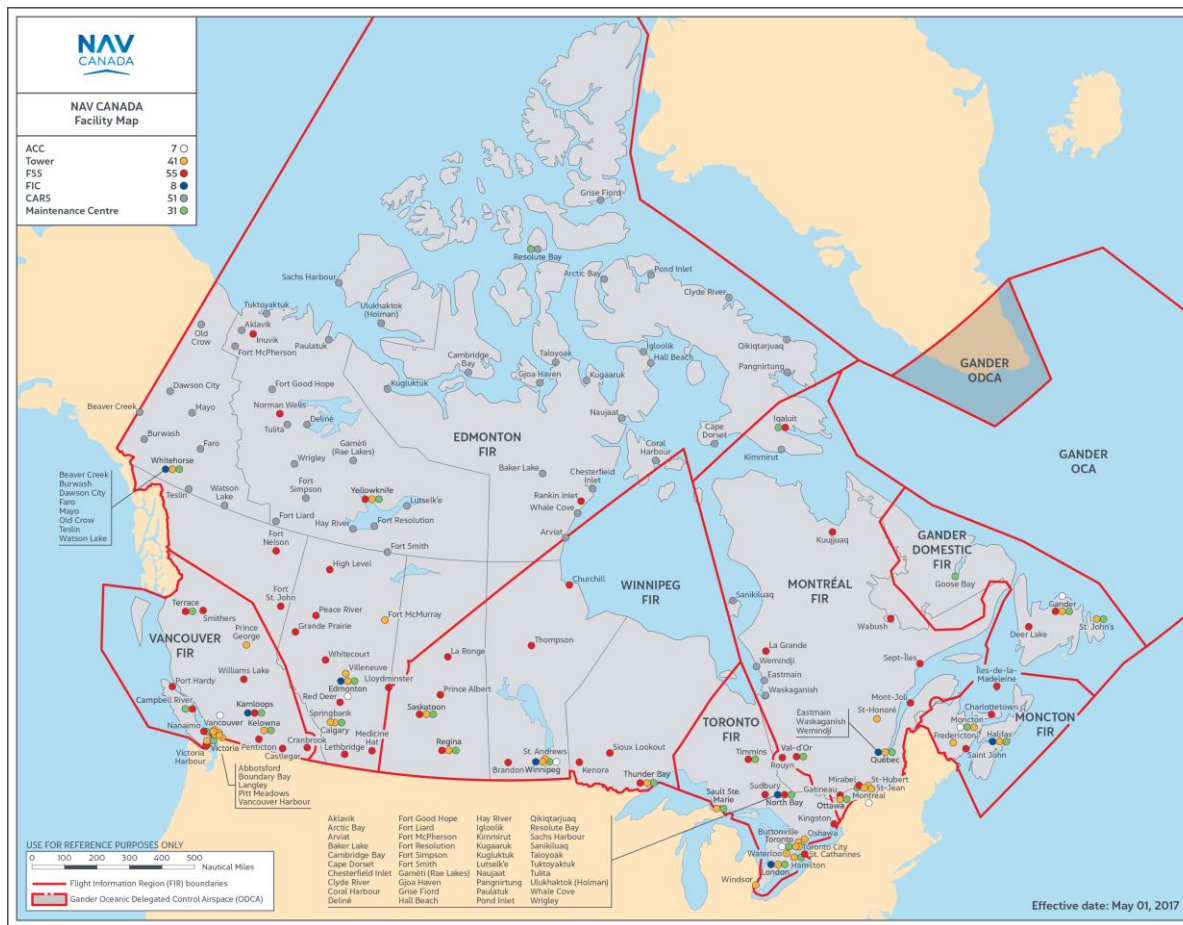 NAV
CANADA
NAV CANADA
Facility Map
ACC 7
Tower 41
FSS 55
FIC 8
CARS 51
Maintenance Centre 31
Grise Fiord
Resolute Bay
Sachs Harbour
Arctic Bay
Pond Inlet
Clyde River
Tuktoyaktuk
Aklavik
Inuvik
Old
Crow
Fort McPherson
Paulatuk
Ulukhaktok
(Holman)
Cambridge
Bay
Taloyoak
Gjoa Haven
Kugaaruk
Igloolik
Hall Beach
Qikiqtarjuaq
Pangnirtung
GANDER
ODCA
GANDER
OCA
Dawson City
Fort Good Hope
Kugluktuk
Beaver Creek
Mayo
Norman Wells
Tulita
Deline
Naujaat
Iqaluit
Cape
Dorset
Kimmirut
Burwash
Faro
Gamèti
(Rae Lakes)
EDMONTON
FIR
Coral
Harbour
Whitehorse
Wrigley
Baker Lake
Chesterfield
Inlet
Beaver Creek
Burwash
Dawson City
Faro
Mayo
Old Crow
Teslin
Watson Lake
Teslin
Watson
Lake
Fort
Simpson
Yellowknife
Lutselk'e
Rankin Inlet
Whale Cove
Fort Liard
Hay River
Fort Resolution
Arviat
Fort
Nelson
Fort Smith
Kuujjuaq
GANDER
DOMESTIC
FIR
Goose Bay
High Level
Churchill
WINNIPEG
FIR
MONTRÉAL
FIR
Sanikiluaq
Fort
St. John
Terrace
Smithers
Peace River
Fort McMurray
Wabush
Gander
St. John's
Deer Lake
Grande Prairie
Prince
George
VANCOUVER
FIR
Thompson
La Grande
Whitecourt
La Ronge
Wemindji
Sept-Îles
Îles-de-la-
Madeleine
Williams Lake
Villeneuve
Edmonton
Lloydminster
Eastmain
Port Hardy
Red Deer
Prince Albert
Waskaganish
Mont-Joli
Charlottetown
Campbell River
Kamloops
Saskatoon
St-Honoré
Moncton
MONCTON
FIR
Nanaimo
Vancouver
Kelowna
Springbank
Calgary
TORONTO
FIR
Eastmain
Waskaganish
Wemindji
Fredericton
Halifax
Victoria
Harbour
Victoria
Penticton
Cranbrook
Castlegar
Lethbridge
Medicine
Hat
Regina
Brandon
St. Andrews
Winnipeg
Kenora
Sioux Lookout
Timmins
Val-d'Or
Rouyn
Québec
Saint John
Abbotsford
Boundary Bay
Langley
Pitt Meadows
Vancouver Harbour
Thunder Bay
Sault Ste.
Marie
Sudbury
North Bay
Gatineau
Ottawa
Mirabel
St-Hubert
St-Jean
Montréal
Kingston
Buttonville
Toronto
Oshawa
Toronto City
Waterloo
St. Catharines
Hamilton
London
Windsor
Aklavik Fort Good Hope Hay River Qikiqtarjuaq
Arctic Bay Fort Liard Igloolik Resolute Bay
Arviat Fort McPherson Kimmirut Sachs Harbour
Baker Lake Fort Resolution Kugaaruk Sanikiluaq
Cambridge Bay Fort Simpson Kugluktuk Taloyoak
Cape Dorset Fort Smith Lutselk'e Tuktoyaktuk
Chesterfield Inlet Gamèti (Rae Lakes) Naujaat Tulita
Clyde River Gjoa Haven Pangnirtung Ulukhaktok (Holman)
Coral Harbour Grise Fiord Paulatuk Whale Cove
Deliné Hall Beach Pond Inlet Wrigley
USE FOR REFERENCE PURPOSES ONLY
0 100 200 300 400 500 Nautical Miles
Flight Information Region (FIR) boundaries
Gander Oceanic Delegated Control Airspace (ODCA)
Effective date: May 01, 2017